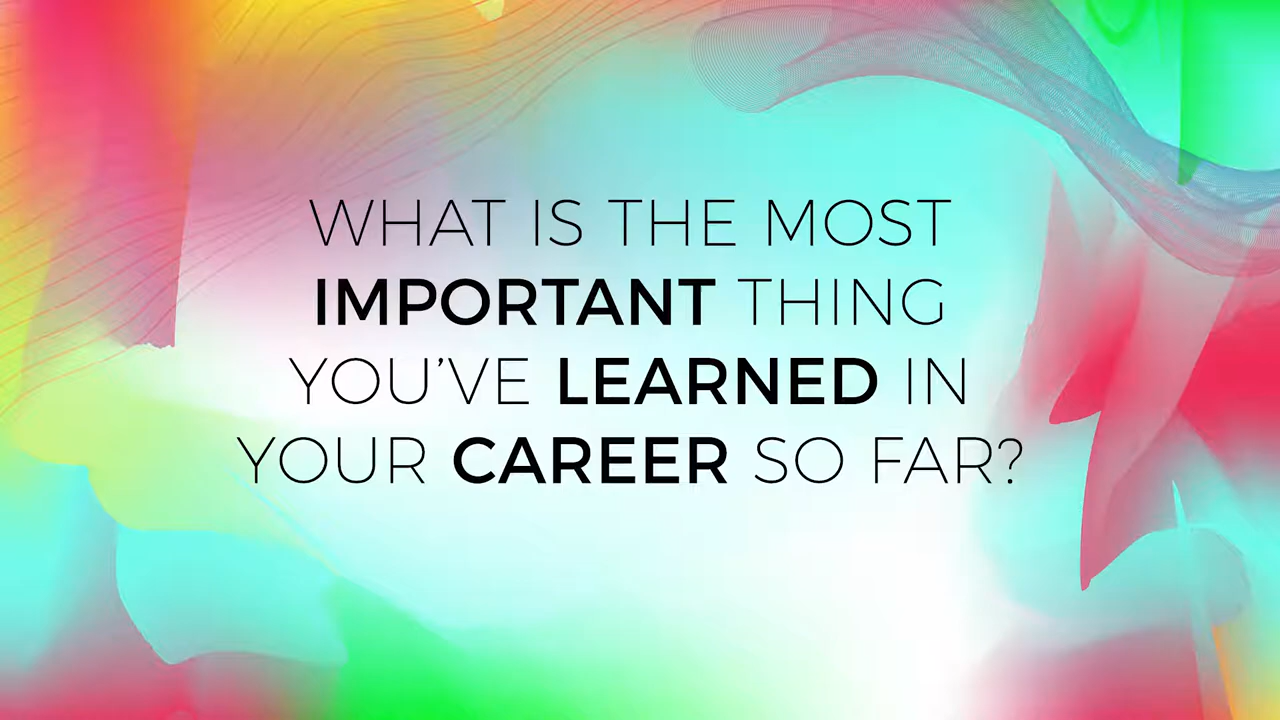 WHAT IS THE MOST
IMPORTANT THING
YOU’VE LEARNED IN
YOUR CAREER SO FAR?